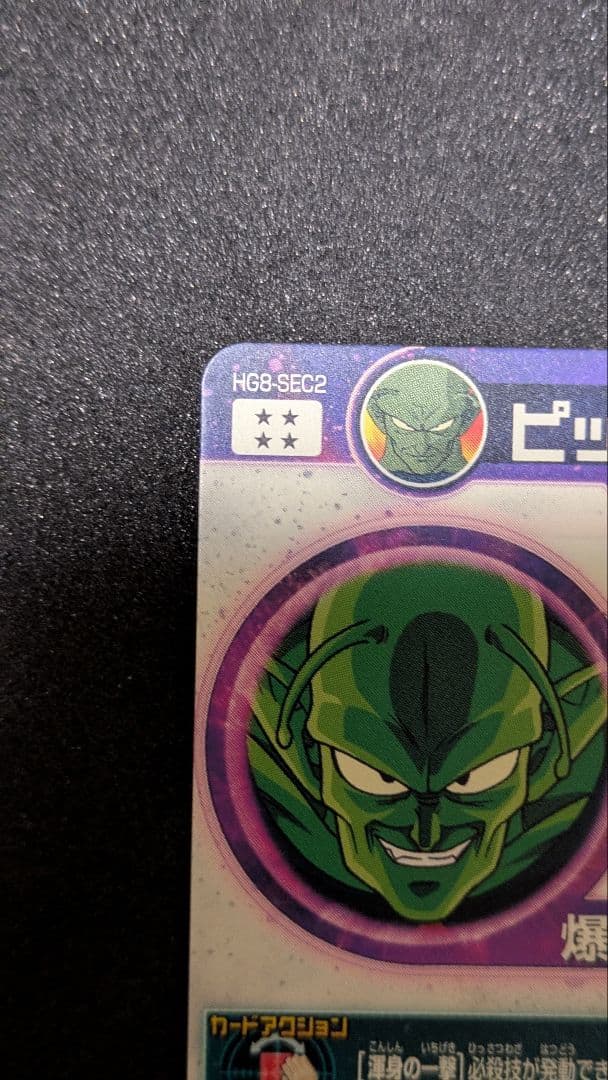 HG8-SEC2
ピッ
爆
カードアクション
こんしん いちげき ひっさつわざ はつどう
[渾身の一撃]必殺技が発動でき